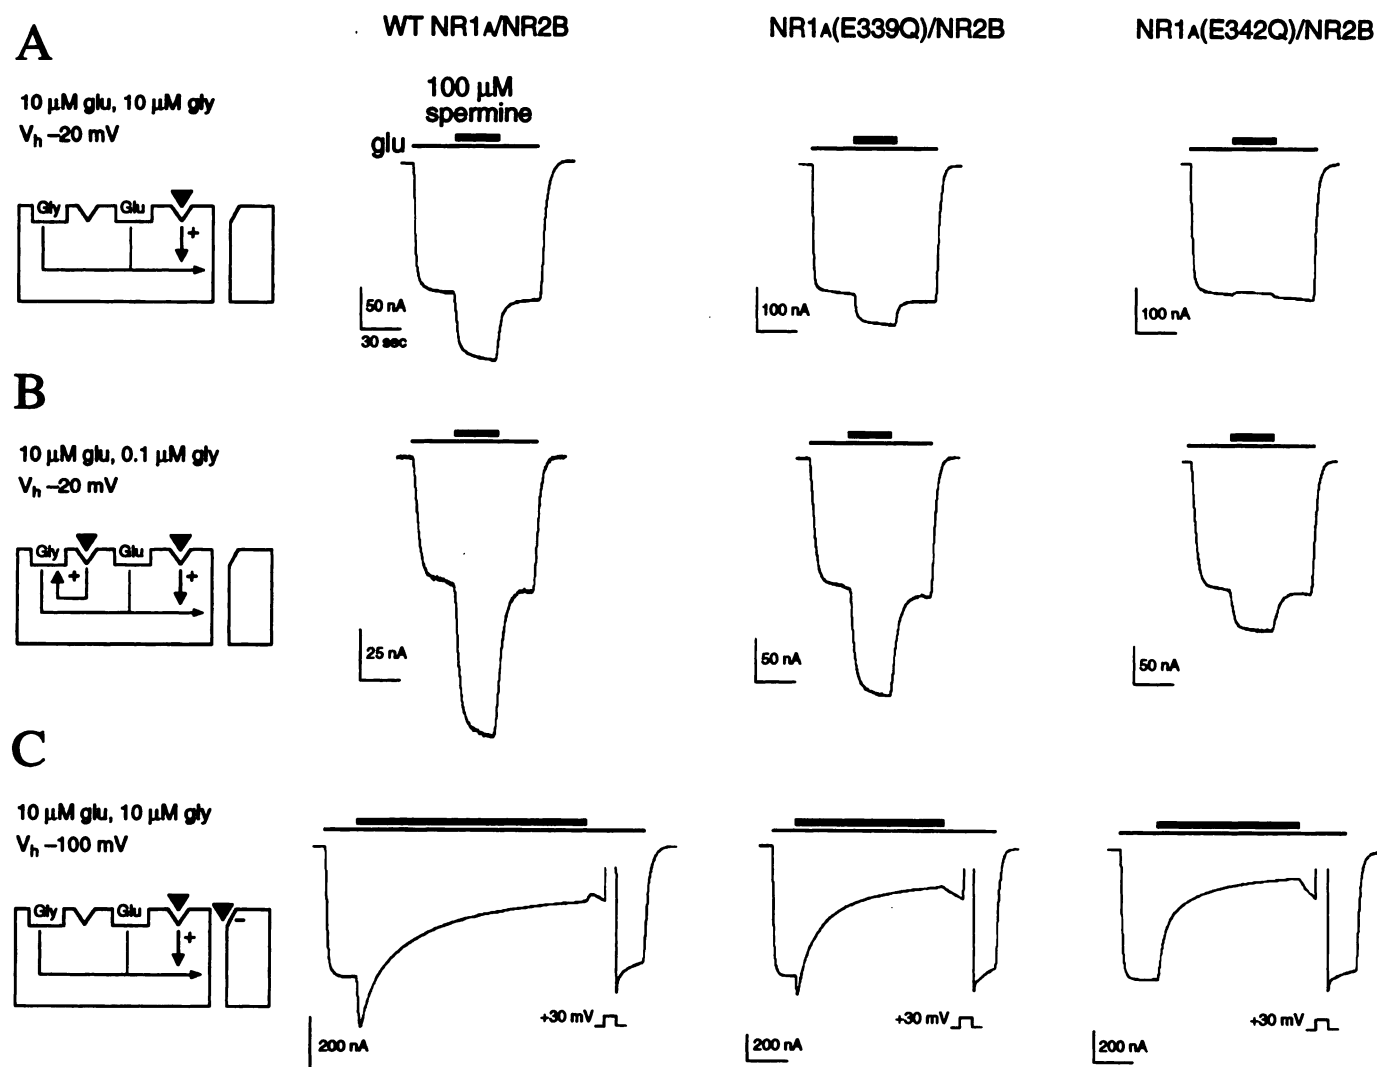 A
WT NR1A/NR2B
NR1A(E339Q)/NR2B
NR1A(E342Q)/NR2B
10 µM glu, 10 µM gly
Vh –20 mV
100 µM
spermine
glu
Gly
Glu
+
50 nA
30 sec
100 nA
100 nA
B
10 µM glu, 0.1 µM gly
Vh –20 mV
Gly
Glu
+
+
25 nA
50 nA
50 nA
C
10 µM glu, 10 µM gly
Vh –100 mV
Gly
Glu
–
+
+30 mV
+30 mV
+30 mV
200 nA
200 nA
200 nA